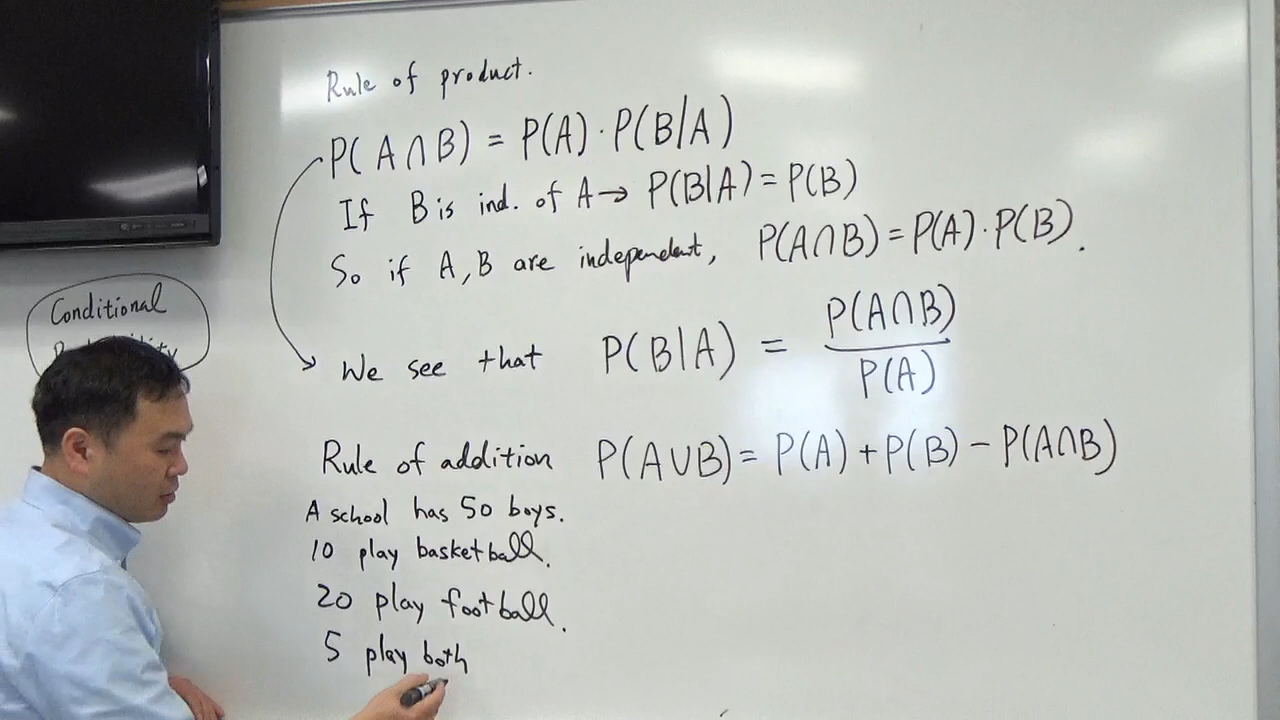 Rule of product.
P(A∩B) = P(A)·P(B|A)
If B is ind. of A→ P(B|A) = P(B)
So if A, B are independent, P(A∩B) = P(A)·P(B).
Conditional
We see that P(B|A) = P(A∩B) / P(A)
Rule of addition P(A∪B) = P(A) + P(B) − P(A∩B)
A school has 50 boys.
10 play basketball.
20 play football.
5 play both